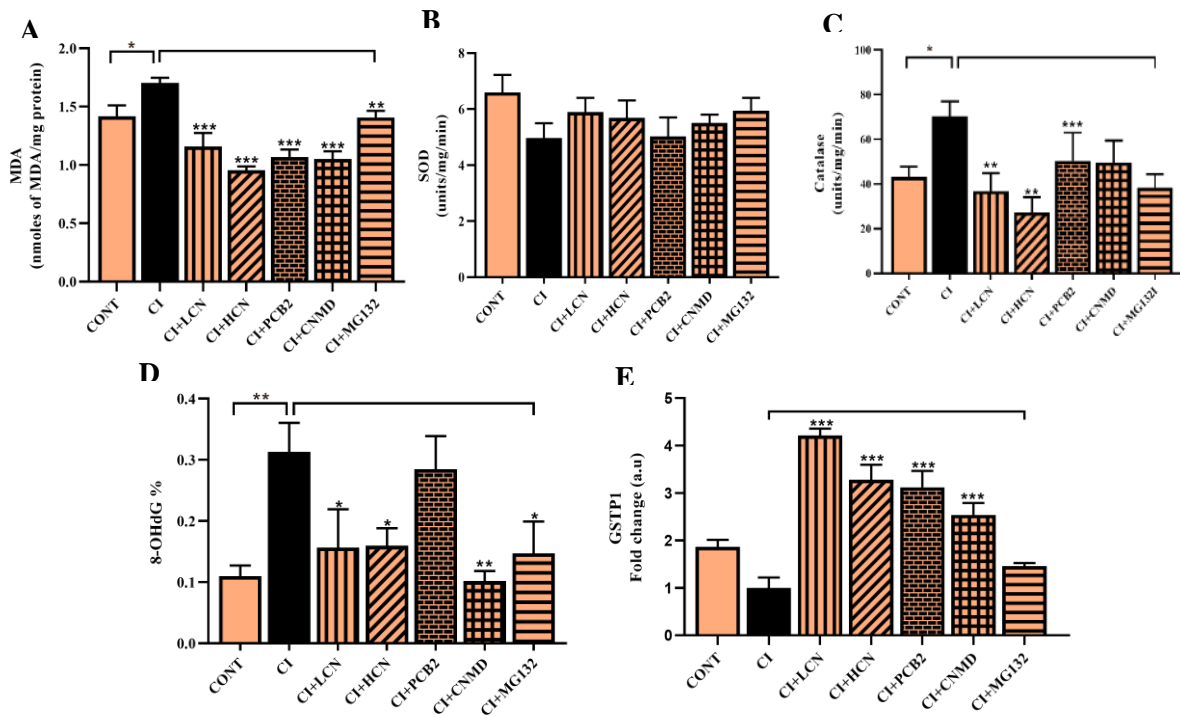 A
*
2.0
1.5
1.0
0.5
0.0
MDA
(nmoles of MDA/mg protein)
***
***
***
***
**
CONT
CI
CI+LCN
CI+HCN
CI+PCB2
CI+CNMD
CI+MG132
B
8
6
4
2
0
SOD
(units/mg/min)
CONT
CI
CI+LCN
CI+HCN
CI+PCB2
CI+CNMD
CI+MG132
C
*
100
80
60
40
20
0
Catalase
(units/mg/min)
**
**
***
CONT
CI
CI+LCN
CI+HCN
CI+PCB2
CI+CNMD
CI+MG132I
D
**
0.4
0.3
0.2
0.1
0.0
8-OHdG %
*
*
**
*
CONT
CI
CI+LCN
CI+HCN
CI+PCB2
CI+CNMD
CI+MG132
E
5
4
3
2
1
0
GSTP1
Fold change (a.u)
***
***
***
***
CONT
CI
CI+LCN
CI+HCN
CI+PCB2
CI+CNMD
CI+MG132